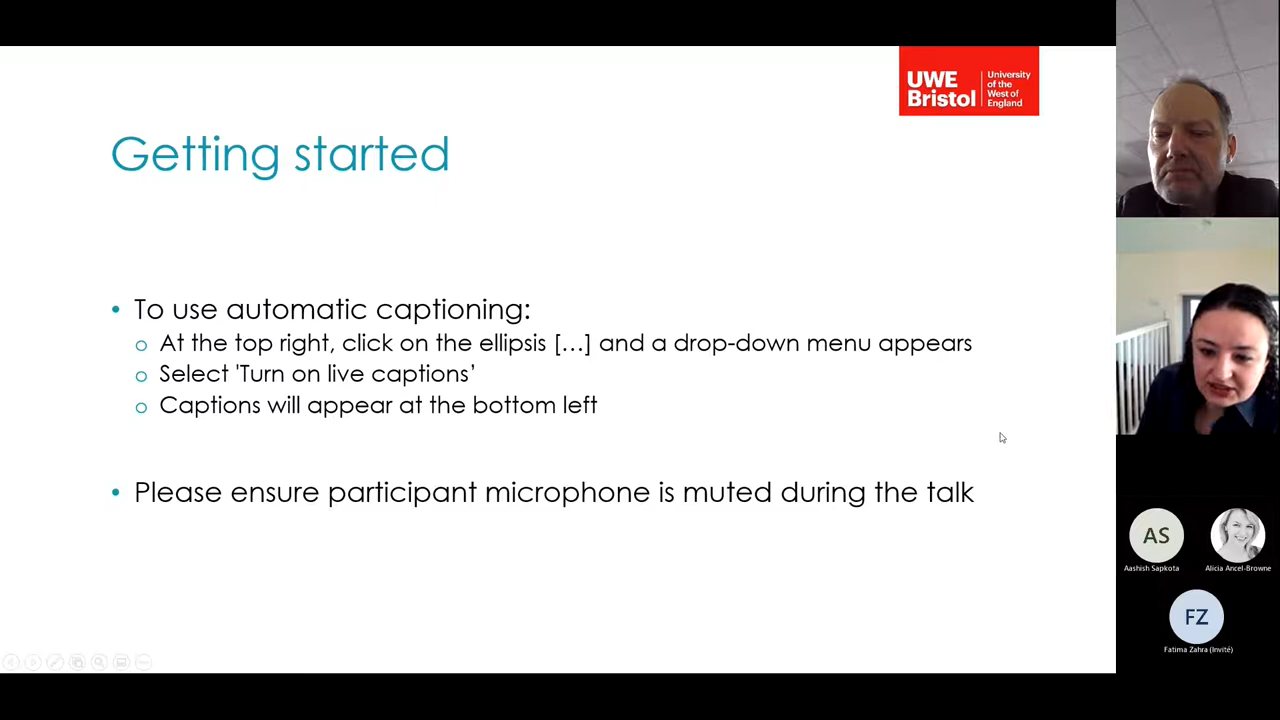 UWE
Bristol
University
of the
West of
England
Getting started
• To use automatic captioning:
o At the top right, click on the ellipsis […] and a drop-down menu appears
o Select 'Turn on live captions’
o Captions will appear at the bottom left
• Please ensure participant microphone is muted during the talk
AS
Aashish Sapkota
Alicia Ancel-Browne
FZ
Fatima Zahra (Invité)